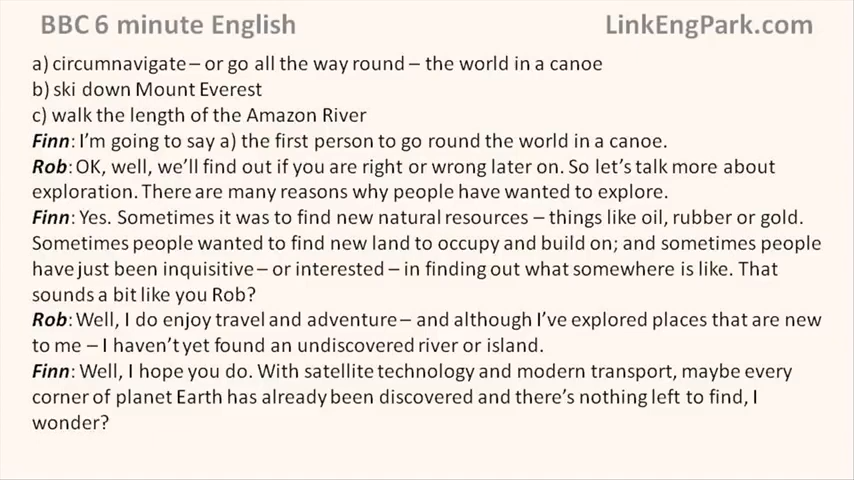 BBC 6 minute English
LinkEngPark.com
a) circumnavigate – or go all the way round – the world in a canoe
b) ski down Mount Everest
c) walk the length of the Amazon River
Finn: I’m going to say a) the first person to go round the world in a canoe.
Rob: OK, well, we’ll find out if you are right or wrong later on. So let’s talk more about
exploration. There are many reasons why people have wanted to explore.
Finn: Yes. Sometimes it was to find new natural resources – things like oil, rubber or gold.
Sometimes people wanted to find new land to occupy and build on; and sometimes people
have just been inquisitive – or interested – in finding out what somewhere is like. That
sounds a bit like you Rob?
Rob: Well, I do enjoy travel and adventure – and although I’ve explored places that are new
to me – I haven’t yet found an undiscovered river or island.
Finn: Well, I hope you do. With satellite technology and modern transport, maybe every
corner of planet Earth has already been discovered and there’s nothing left to find, I
wonder?